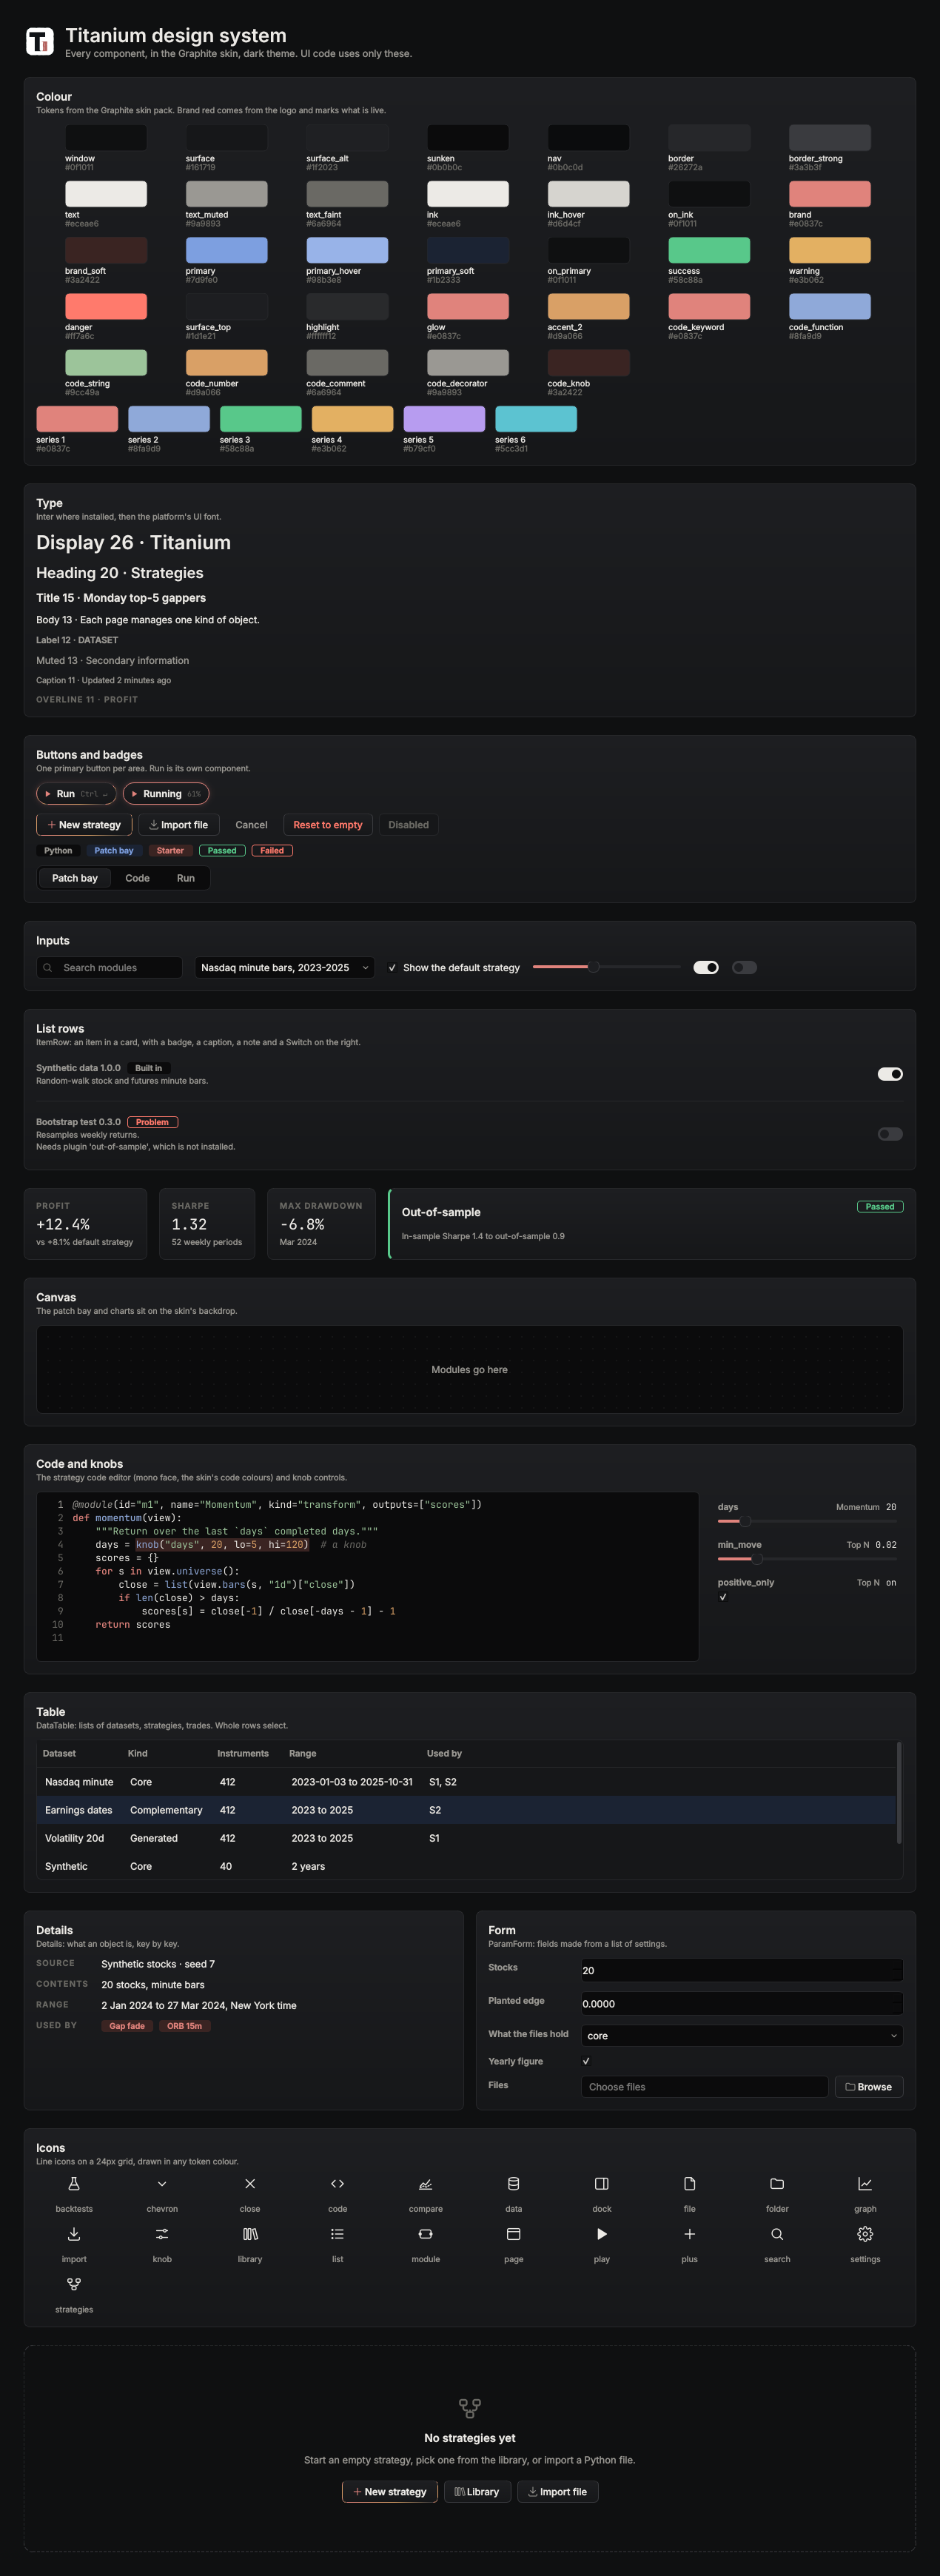 Titanium design system
Every component, in the Graphite skin, dark theme. UI code uses only these.
Colour
Tokens from the Graphite skin pack. Brand red comes from the logo and marks what is live.
window surface surface_alt sunken nav border border_strong
#0f1011 #161719 #1f2023 #0b0b0c #0b0c0d #26272a #3a3b3f
text text_muted text_faint ink ink_hover on_ink brand
#eceae6 #9a9893 #6a6964 #eceae6 #d6d4cf #0f1011 #e0837c
brand_soft primary primary_hover primary_soft on_primary success warning
#3a2422 #7d9fe0 #98b3e8 #1b2333 #0f1011 #58c88a #e3b062
danger surface_top highlight glow accent_2 code_keyword code_function
#ff7a6c #1d1e21 #ffffff12 #e0837c #d9a066 #e0837c #8fa9d9
code_string code_number code_comment code_decorator code_knob
#9cc49a #d9a066 #6a6964 #9a9893 #3a2422
series 1 series 2 series 3 series 4 series 5 series 6
#e0837c #8fa9d9 #58c88a #e3b062 #b79cf0 #5cc3d1
Type
Inter where installed, then the platform's UI font.
Display 26 · Titanium
Heading 20 · Strategies
Title 15 · Monday top-5 gappers
Body 13 · Each page manages one kind of object.
Label 12 · DATASET
Muted 13 · Secondary information
Caption 11 · Updated 2 minutes ago
OVERLINE 11 · PROFIT
Buttons and badges
One primary button per area. Run is its own component.
Run Ctrl ↵ Running 61%
New strategy Import file Cancel Reset to empty Disabled
Python Patch bay Starter Passed Failed
Patch bay Code Run
Inputs
Search modules Nasdaq minute bars, 2023-2025 Show the default strategy
List rows
ItemRow: an item in a card, with a badge, a caption, a note and a Switch on the right.
Synthetic data 1.0.0 Built in
Random-walk stock and futures minute bars.
Bootstrap test 0.3.0 Problem
Resamples weekly returns.
Needs plugin 'out-of-sample', which is not installed.
PROFIT SHARPE MAX DRAWDOWN Out-of-sample Passed
+12.4% 1.32 -6.8%
vs +8.1% default strategy 52 weekly periods Mar 2024 In-sample Sharpe 1.4 to out-of-sample 0.9
Canvas
The patch bay and charts sit on the skin's backdrop.
Modules go here
Code and knobs
The strategy code editor (mono face, the skin's code colours) and knob controls.
1 @module(id="m1", name="Momentum", kind="transform", outputs=["scores"])
2 def momentum(view):
3 """Return over the last `days` completed days."""
4 days = knob("days", 20, lo=5, hi=120) # a knob
5 scores = {}
6 for s in view.universe():
7 close = list(view.bars(s, "1d")["close"])
8 if len(close) > days:
9 scores[s] = close[-1] / close[-days - 1] - 1
10 return scores
11
days Momentum 20
min_move Top N 0.02
positive_only Top N on
Table
DataTable: lists of datasets, strategies, trades. Whole rows select.
Dataset Kind Instruments Range Used by
Nasdaq minute Core 412 2023-01-03 to 2025-10-31 S1, S2
Earnings dates Complementary 412 2023 to 2025 S2
Volatility 20d Generated 412 2023 to 2025 S1
Synthetic Core 40 2 years
Details
Details: what an object is, key by key.
SOURCE Synthetic stocks · seed 7
CONTENTS 20 stocks, minute bars
RANGE 2 Jan 2024 to 27 Mar 2024, New York time
USED BY Gap fade ORB 15m
Form
ParamForm: fields made from a list of settings.
Stocks 20
Planted edge 0.0000
What the files hold core
Yearly figure
Files Choose files Browse
Icons
Line icons on a 24px grid, drawn in any token colour.
backtests chevron close code compare data dock file folder graph
import knob library list module page play plus search settings
strategies
No strategies yet
Start an empty strategy, pick one from the library, or import a Python file.
New strategy Library Import file